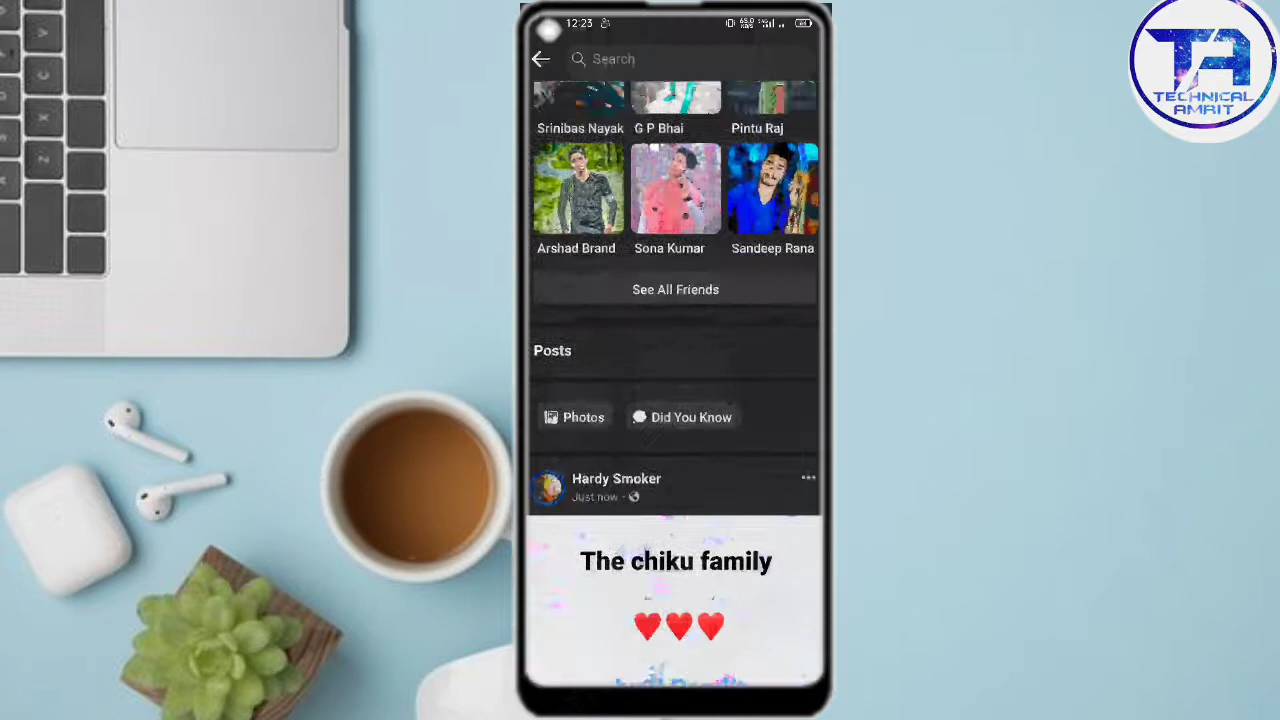 12:23
Search
Srinibas Nayak G P Bhai Pintu Raj
Arshad Brand Sona Kumar Sandeep Rana
See All Friends
Posts
Photos Did You Know
Hardy Smoker
Just now
The chiku family
❤️❤️❤️
TA
TECHNICAL
AMRIT